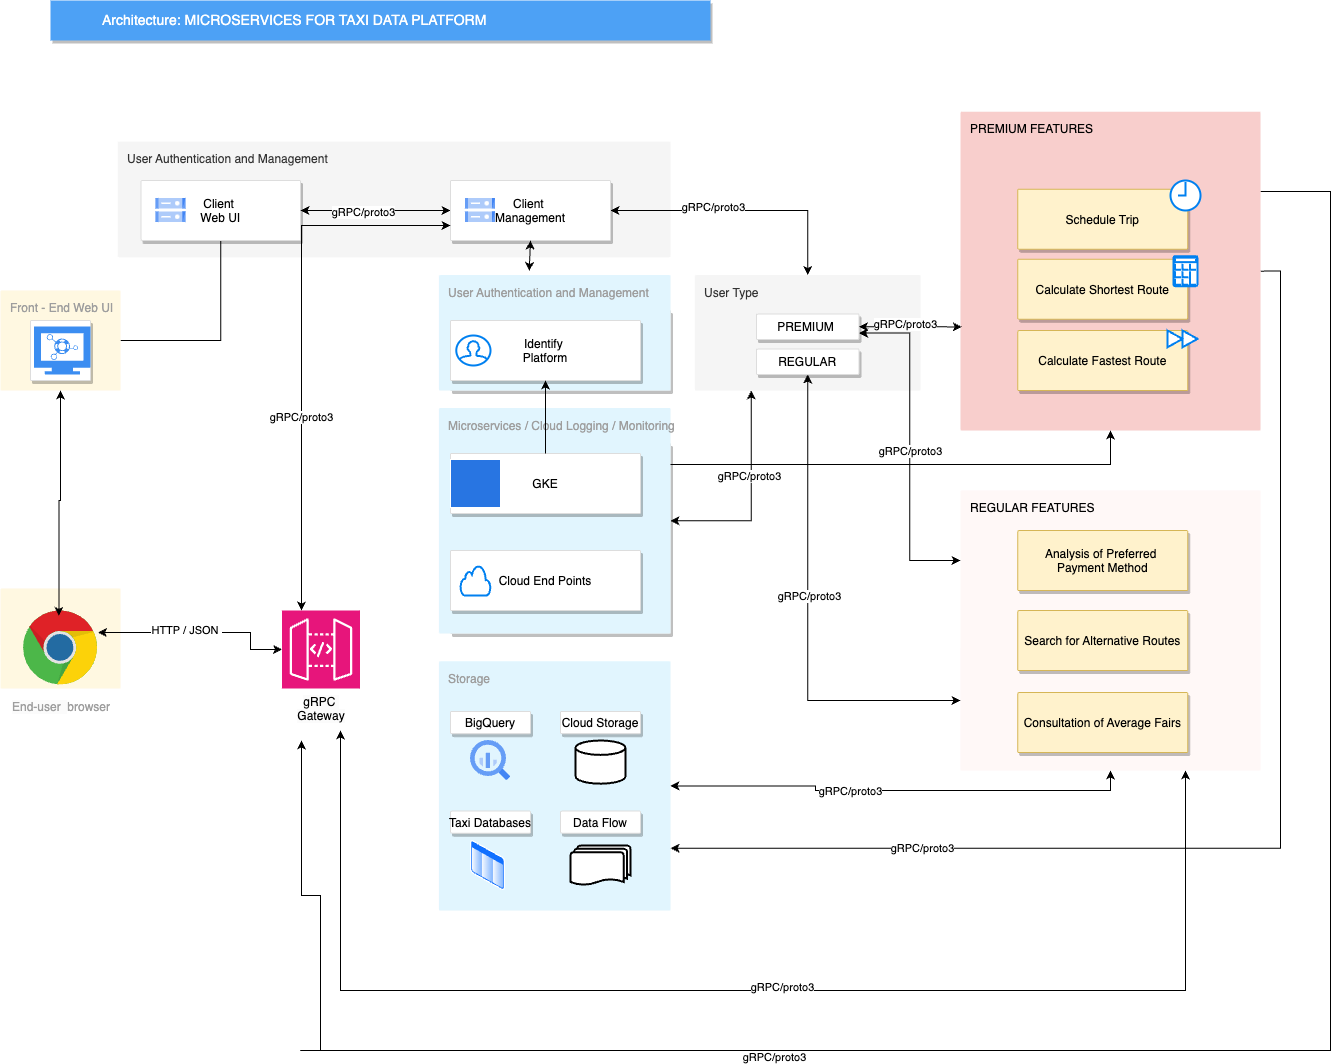 Architecture: MICROSERVICES FOR TAXI DATA PLATFORM
PREMIUM FEATURES
User Authentication and Management
Client
Web UI
gRPC/proto3
Client
Management
gRPC/proto3
Schedule Trip
Calculate Shortest Route
Calculate Fastest Route
Front - End Web UI
User Authentication and Management
Identify
Platform
User Type
PREMIUM
REGULAR
gRPC/proto3
gRPC/proto3
Microservices / Cloud Logging / Monitoring
GKE
Cloud End Points
gRPC/proto3
gRPC/proto3
gRPC/proto3
REGULAR FEATURES
Analysis of Preferred
Payment Method
Search for Alternative Routes
Consultation of Average Fairs
HTTP / JSON
End-user browser
</>
gRPC
Gateway
Storage
BigQuery
Cloud Storage
Taxi Databases
Data Flow
gRPC/proto3
gRPC/proto3
gRPC/proto3
gRPC/proto3